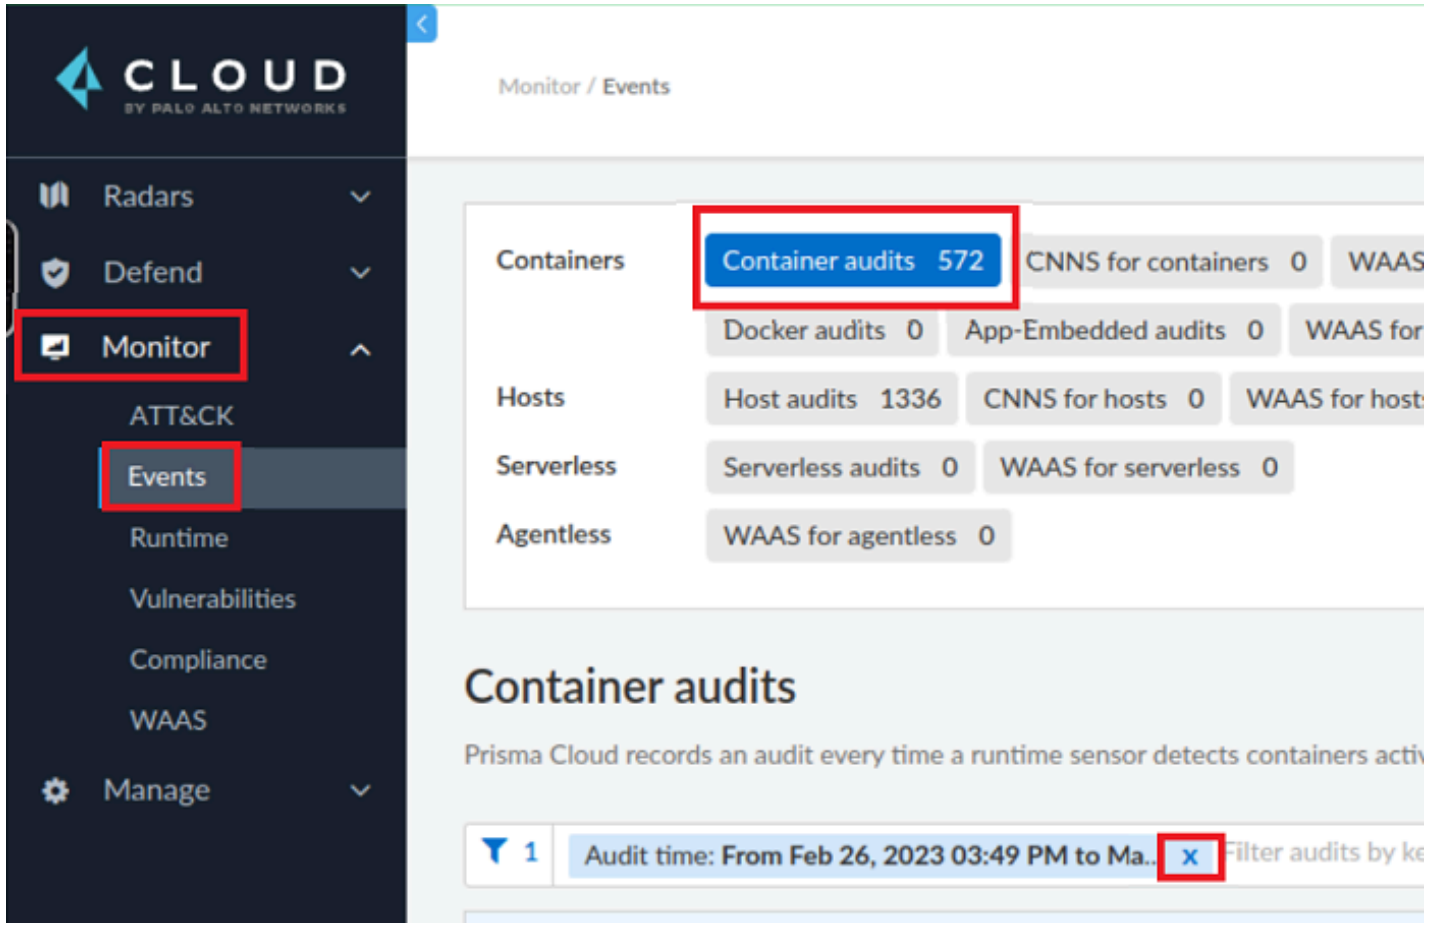 CLOUD
BY PALO ALTO NETWORKS
Radars
Defend
Monitor
ATT&CK
Events
Runtime
Vulnerabilities
Compliance
WAAS
Manage
Monitor / Events
Containers Container audits 572 CNNS for containers 0 WAAS
Docker audits 0 App-Embedded audits 0 WAAS for
Hosts Host audits 1336 CNNS for hosts 0 WAAS for host
Serverless Serverless audits 0 WAAS for serverless 0
Agentless WAAS for agentless 0
Container audits
Prisma Cloud records an audit every time a runtime sensor detects containers activ
1 Audit time: From Feb 26, 2023 03:49 PM to Ma... x Filter audits by ke